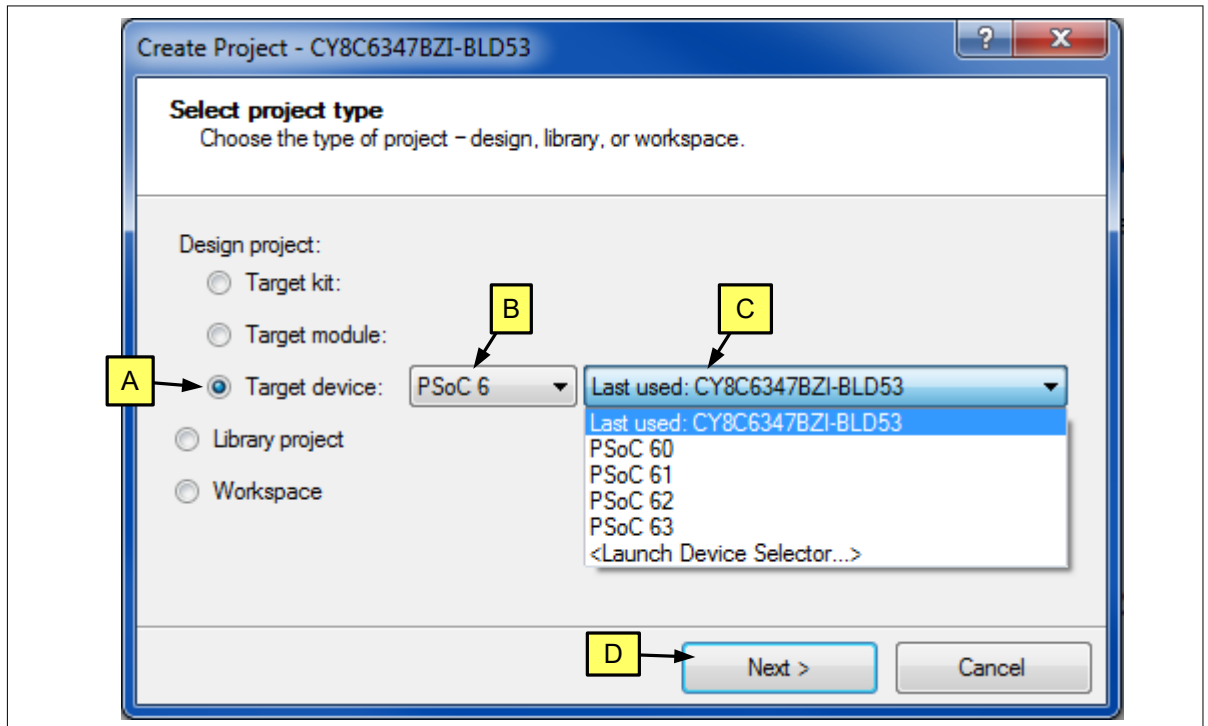 Create Project - CY8C6347BZI-BLD53
?
X
Select project type
Choose the type of project – design, library, or workspace.
Design project:
Target kit:
B
C
Target module:
A
Target device:
PSoC 6
Last used: CY8C6347BZI-BLD53
Last used: CY8C6347BZI-BLD53
Library project
PSoC 60
PSoC 61
Workspace
PSoC 62
PSoC 63
<Launch Device Selector...>
D
Next >
Cancel